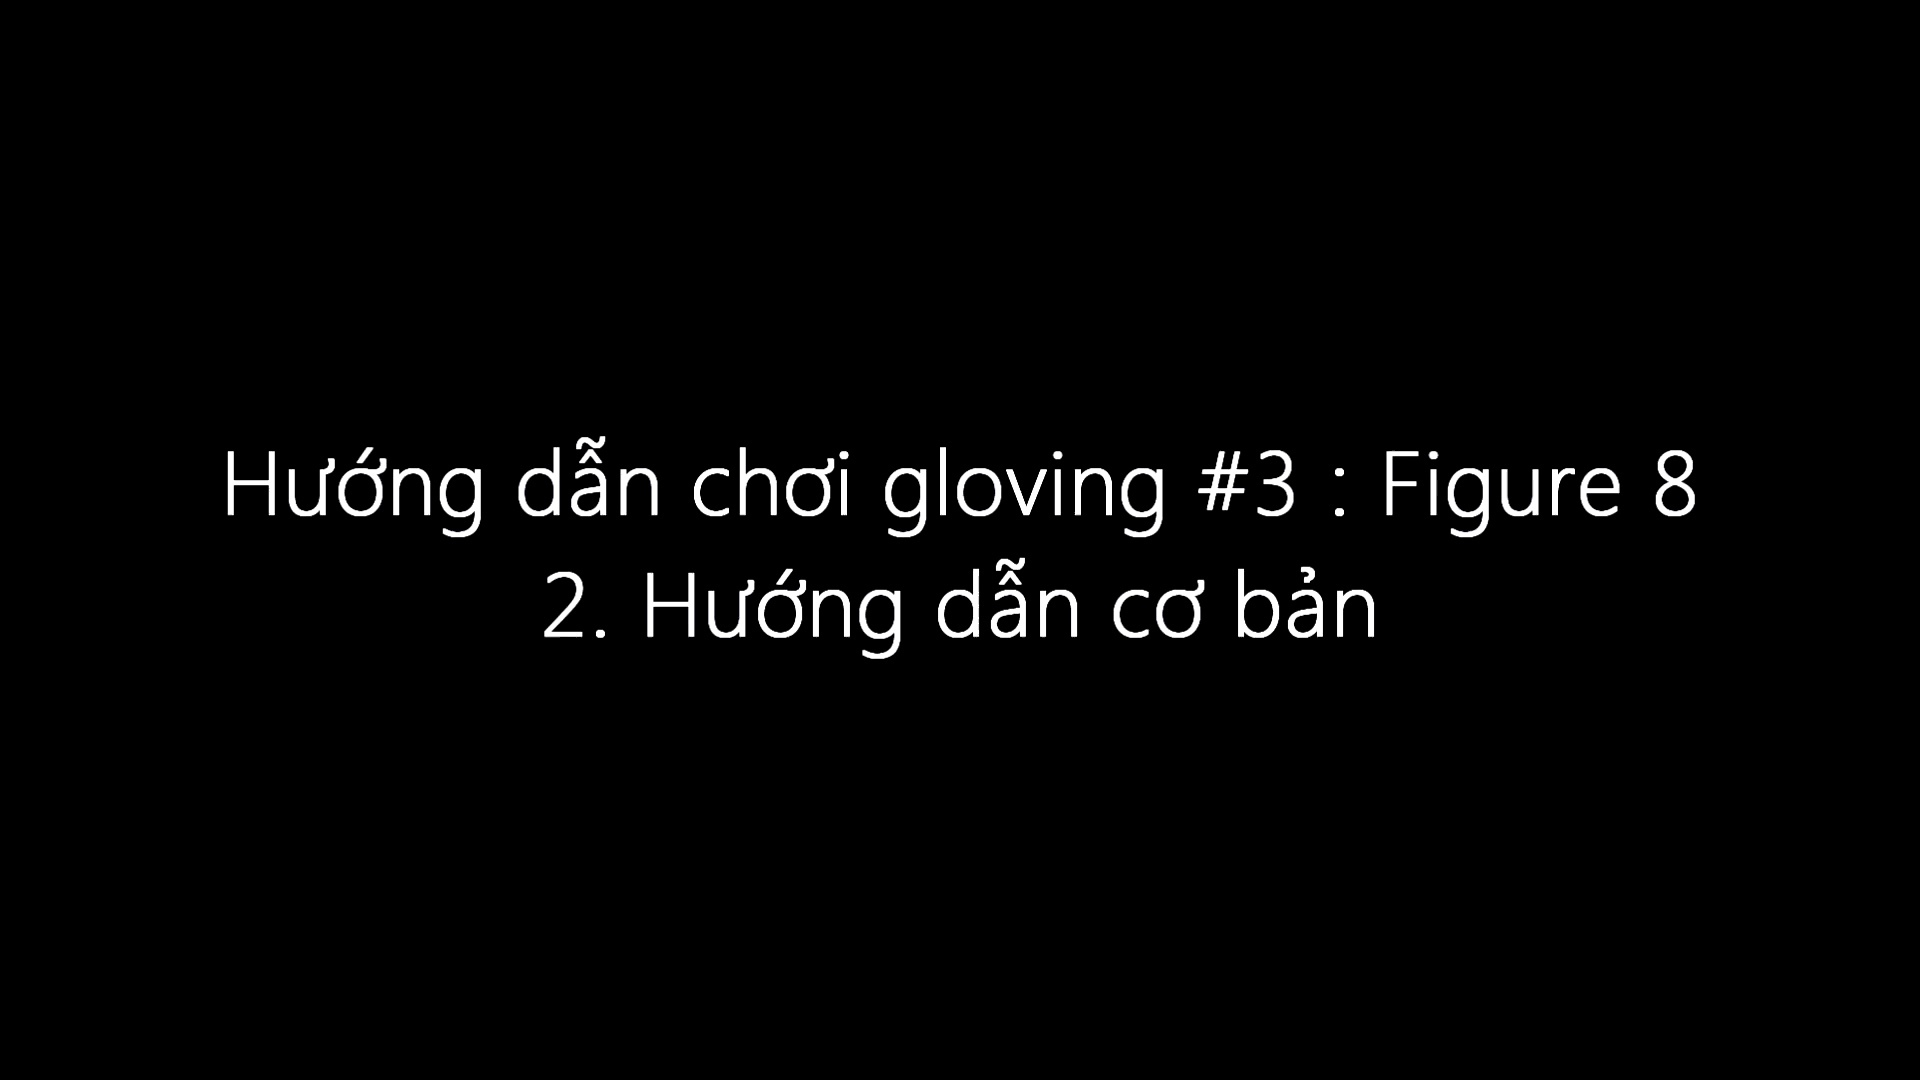 Hướng dẫn chơi gloving #3 : Figure 8
2. Hướng dẫn cơ bản